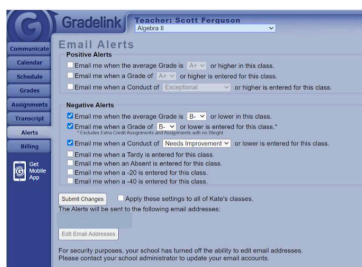 G
Gradelink
Teacher: Scott Ferguson
Algebra II
Communicate
Calendar
Schedule
Grades
Assignments
Transcript
Alerts
Billing
Get
Mobile
App
Email Alerts
Positive Alerts
Email me when the average Grade is A+ or higher in this class.
Email me when a Grade of A+ or higher is entered for this class.
Email me when a Conduct of Exceptional or higher is entered for this class.
Negative Alerts
Email me when the average Grade is B- or lower in this class.
Email me when a Grade of B- or lower is entered for this class.*
* Excludes Extra Credit Assignments and Assignments with no Weight
Email me when a Conduct of Needs Improvement or lower is entered for this class.
Email me when a Tardy is entered for this class.
Email me when an Absent is entered for this class.
Email me when a -20 is entered for this class.
Email me when a -40 is entered for this class.
Submit Changes Apply these settings to all of Kate's classes.
The Alerts will be sent to the following email addresses:
Edit Email Addresses
For security purposes, your school has turned off the ability to edit email addresses.
Please contact your school administrator to update your email accounts.